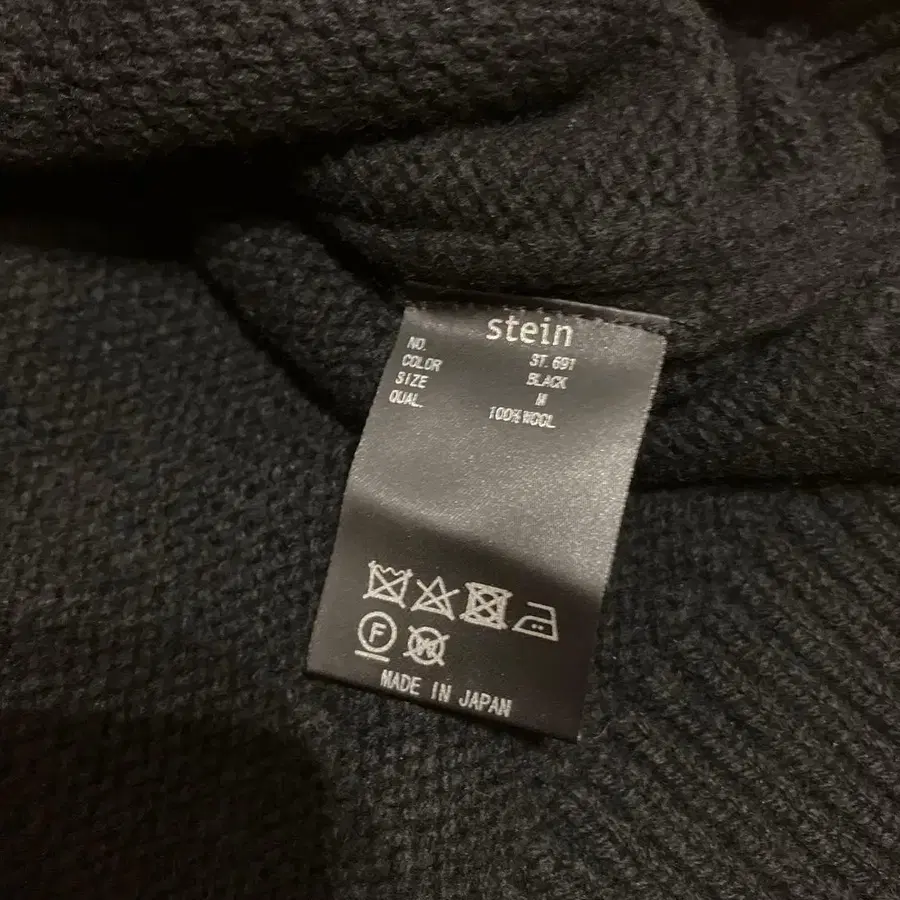 stein
NO. ST.691
COLOR BLACK
SIZE M
QUAL. 100%WOOL
F W
MADE IN JAPAN